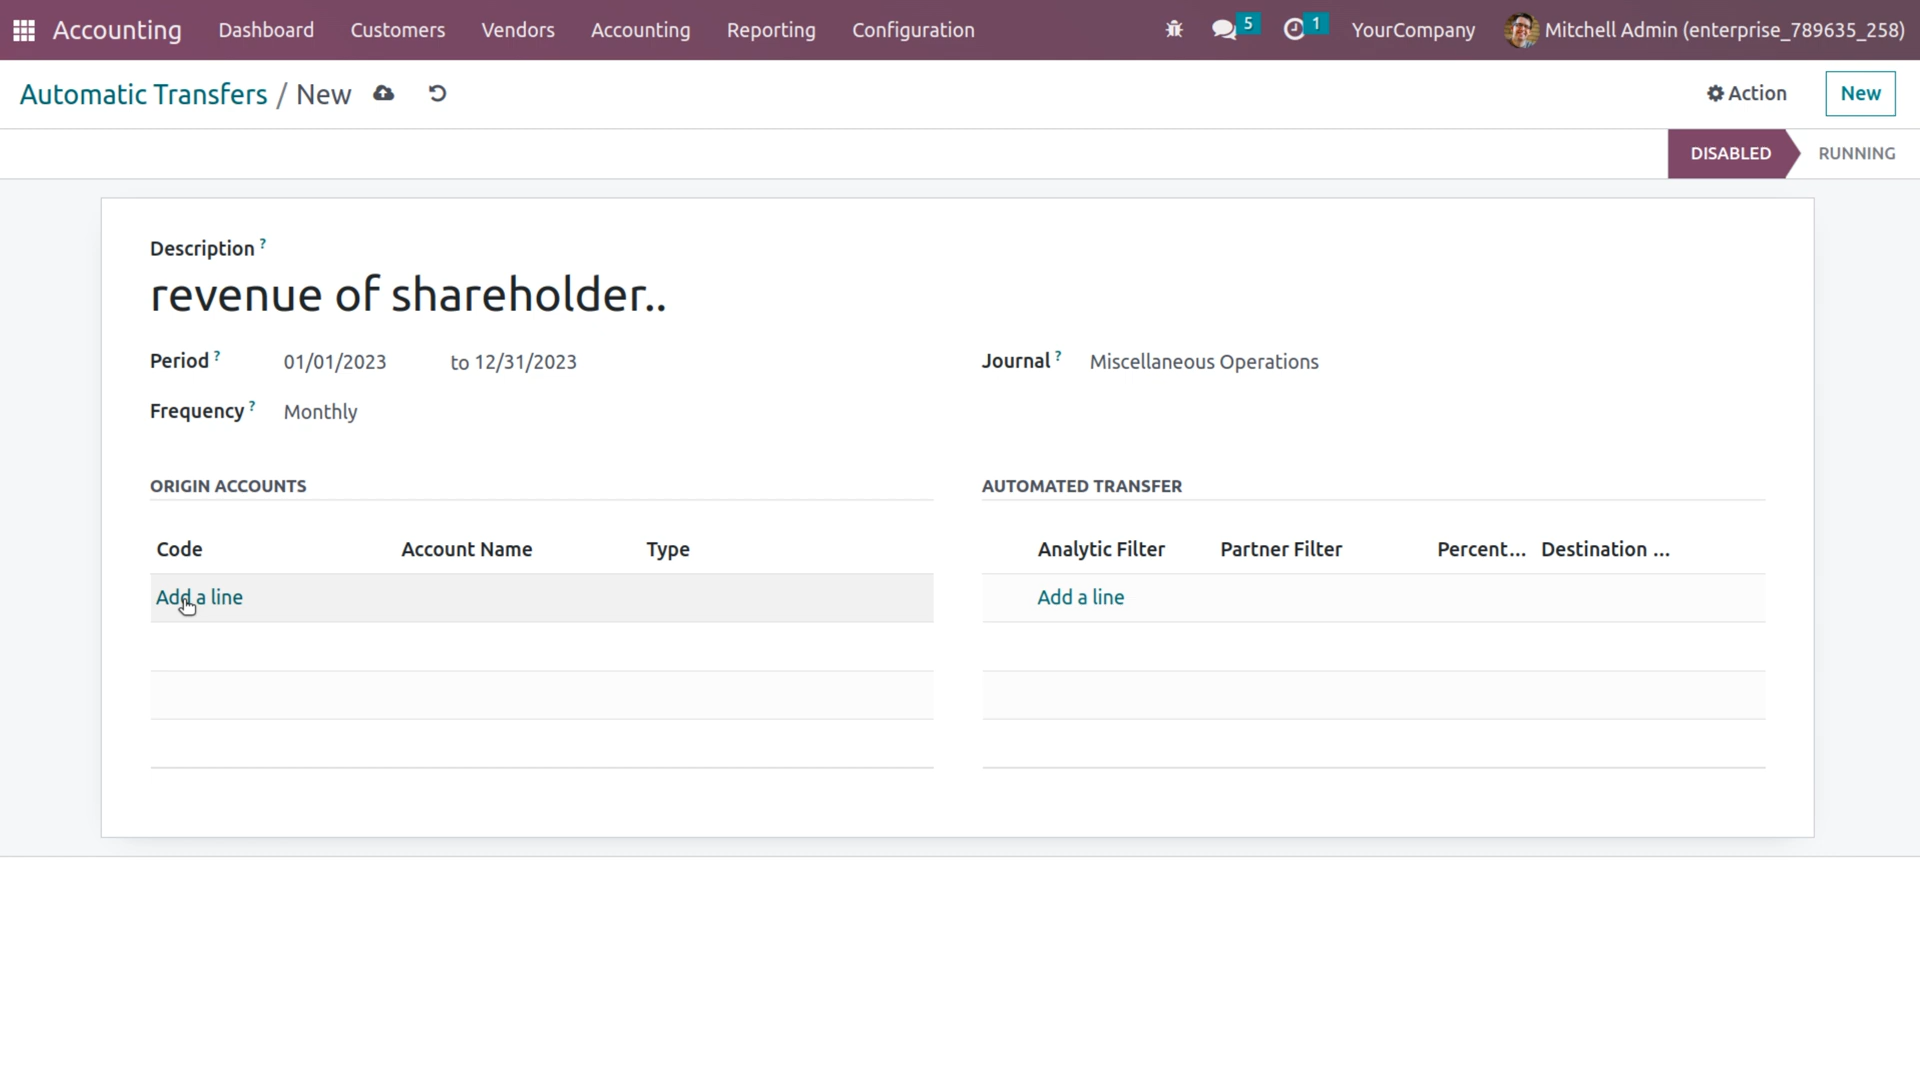 Accounting Dashboard Customers Vendors Accounting Reporting Configuration 5 1 YourCompany Mitchell Admin (enterprise_789635_258)
Automatic Transfers / New Action New
DISABLED RUNNING
Description ?
revenue of shareholder..
Period ? 01/01/2023 to 12/31/2023 Journal ? Miscellaneous Operations
Frequency ? Monthly
ORIGIN ACCOUNTS AUTOMATED TRANSFER
Code Account Name Type Analytic Filter Partner Filter Percent... Destination ...
Add a line Add a line